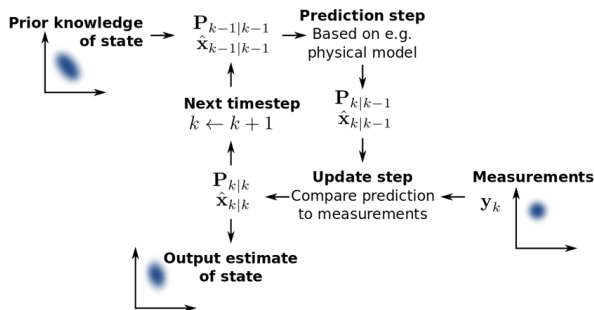 Prior knowledge
of state
P_{k−1|k−1}
x̂_{k−1|k−1}
Prediction step
Based on e.g.
physical model
Next timestep
k ← k + 1
P_{k|k−1}
x̂_{k|k−1}
P_{k|k}
x̂_{k|k}
Update step
Compare prediction
to measurements
Measurements
y_k
Output estimate
of state